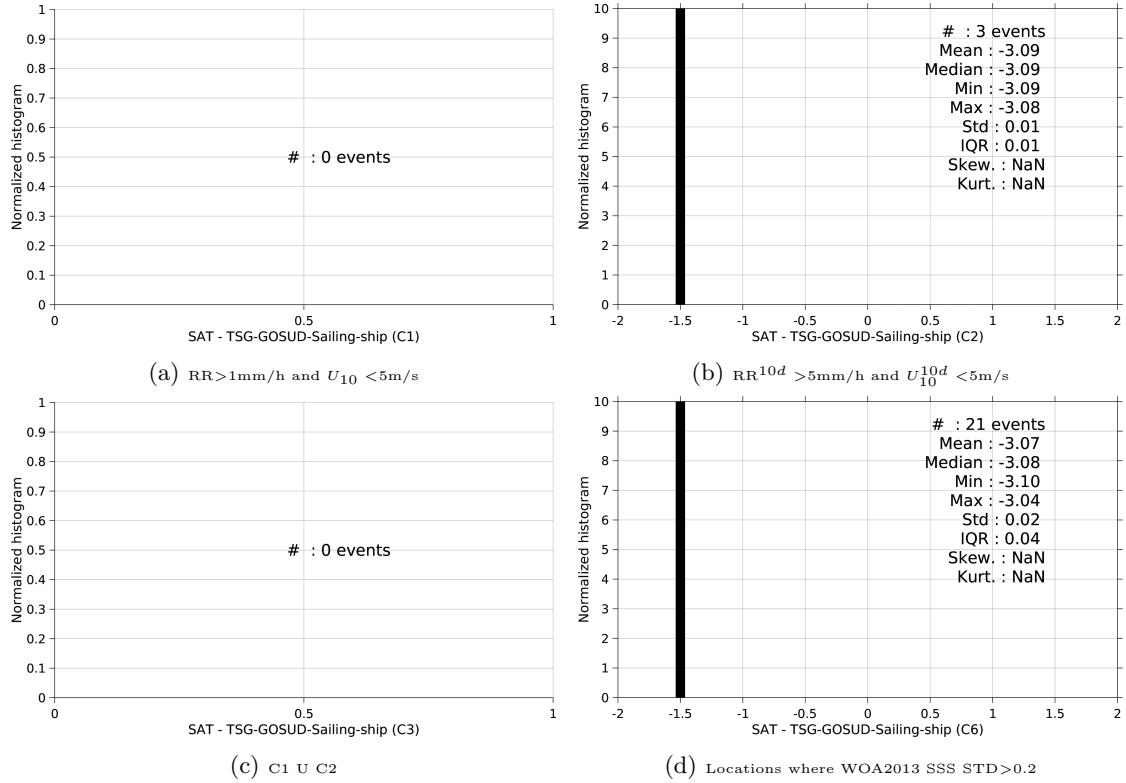 1
0.9
0.8
0.7
0.6
0.5
0.4
0.3
0.2
0.1
0
Normalized histogram
# : 0 events
0 0.5 1
SAT - TSG-GOSUD-Sailing-ship (C1)
(a) RR>1mm/h and U10 <5m/s
10
9
8
7
6
5
4
3
2
1
0
Normalized histogram
# : 3 events
Mean : -3.09
Median : -3.09
Min : -3.09
Max : -3.08
Std : 0.01
IQR : 0.01
Skew. : NaN
Kurt. : NaN
-2 -1.5 -1 -0.5 0 0.5 1 1.5 2
SAT - TSG-GOSUD-Sailing-ship (C2)
(b) RR^10d >5mm/h and U10^10d <5m/s
1
0.9
0.8
0.7
0.6
0.5
0.4
0.3
0.2
0.1
0
Normalized histogram
# : 0 events
0 0.5 1
SAT - TSG-GOSUD-Sailing-ship (C3)
(c) C1 U C2
10
9
8
7
6
5
4
3
2
1
0
Normalized histogram
# : 21 events
Mean : -3.07
Median : -3.08
Min : -3.10
Max : -3.04
Std : 0.02
IQR : 0.04
Skew. : NaN
Kurt. : NaN
-2 -1.5 -1 -0.5 0 0.5 1 1.5 2
SAT - TSG-GOSUD-Sailing-ship (C6)
(d) Locations where WOA2013 SSS STD>0.2